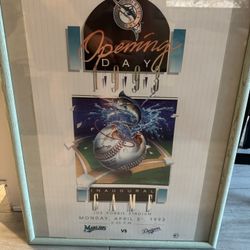 Opening
DAY
1993
INAUGURAL
GAME
JOE ROBBIE STADIUM
MONDAY, APRIL 5, 1993
MARLINS VS Dodgers